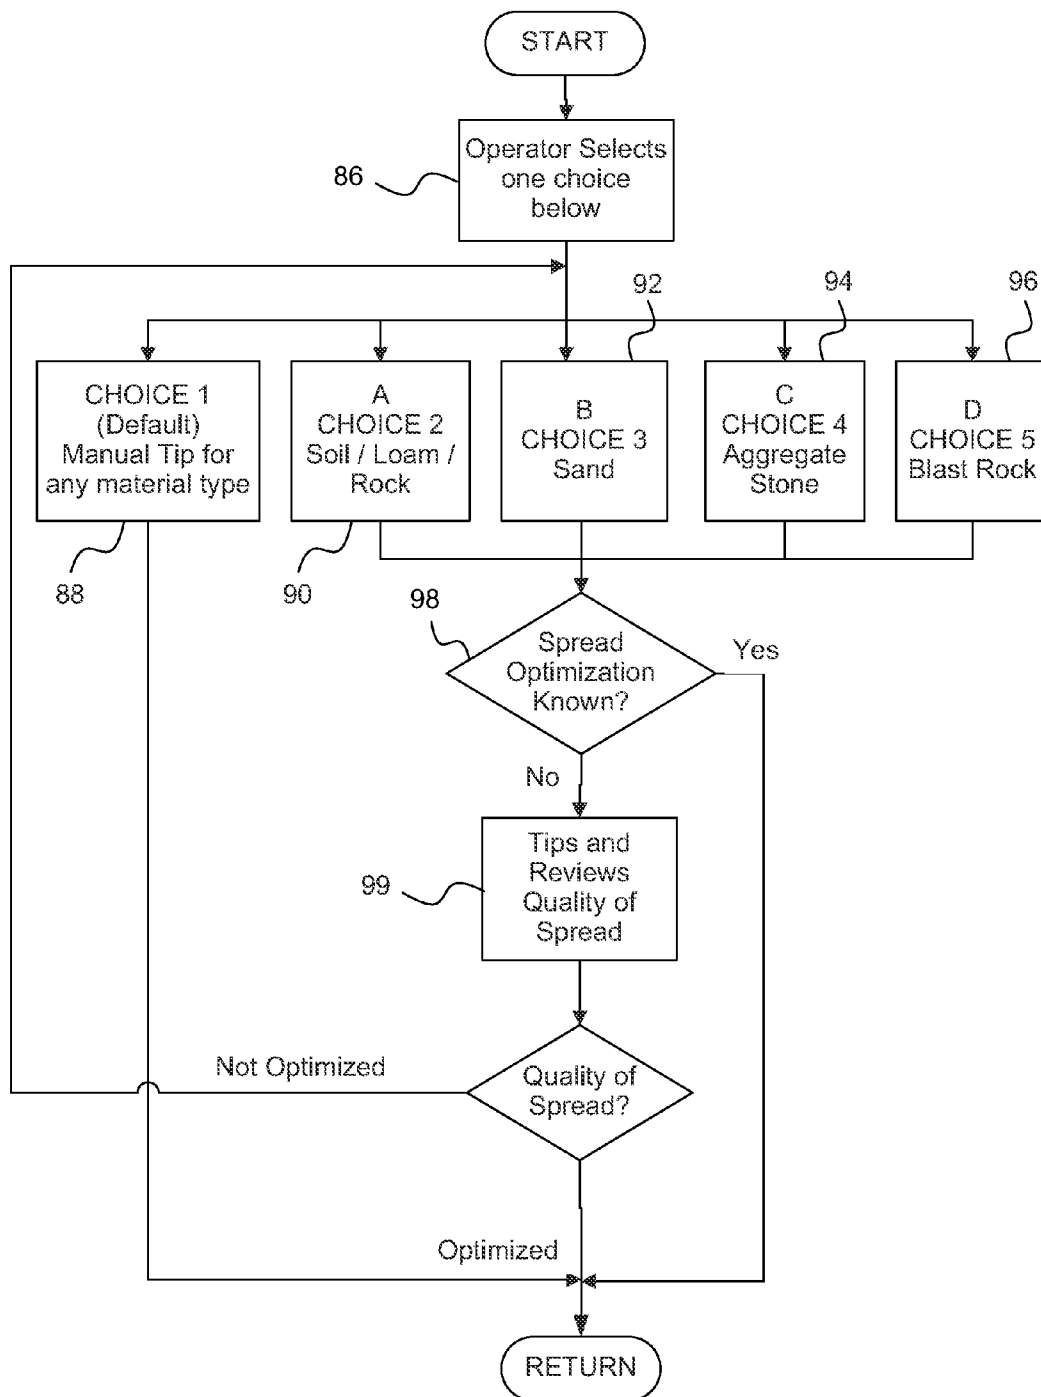 START
Operator Selects
one choice
below
86
92
94
96
CHOICE 1
(Default)
Manual Tip for
any material type
A
CHOICE 2
Soil / Loam /
Rock
B
CHOICE 3
Sand
C
CHOICE 4
Aggregate
Stone
D
CHOICE 5
Blast Rock
88
90
98
Spread
Optimization
Known?
Yes
No
99
Tips and
Reviews
Quality of
Spread
Not Optimized
Quality of
Spread?
Optimized
RETURN